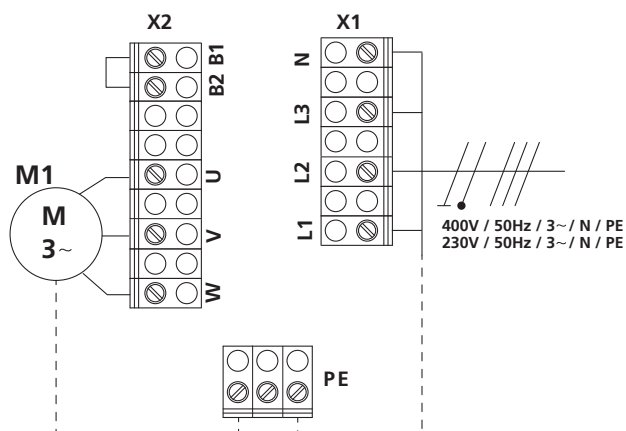 X2
X1
B1
B2
U
V
W
N
L3
L2
L1
M1
M
3~
400V / 50Hz / 3~/ N / PE
230V / 50Hz / 3~/ N / PE
PE